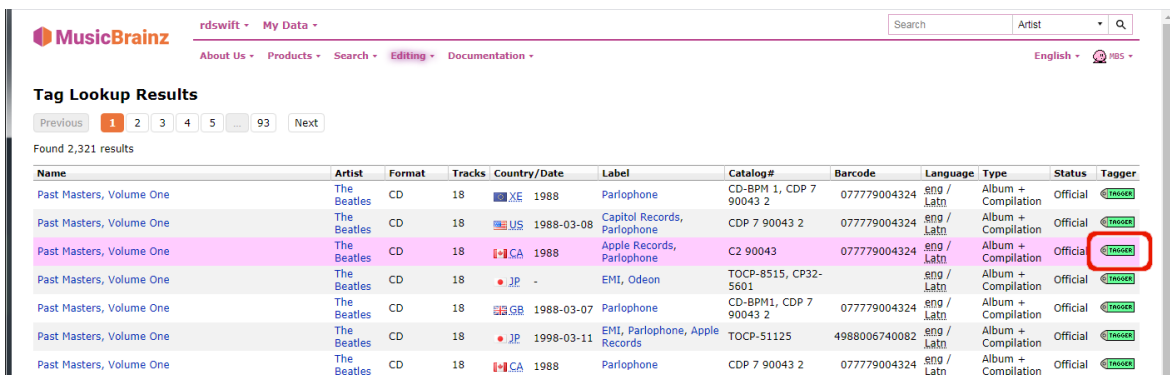 rdswift ▾ My Data ▾ Search Artist ▾
MusicBrainz
About Us ▾ Products ▾ Search ▾ Editing ▾ Documentation ▾ English ▾ MBS ▾
Tag Lookup Results
Previous 1 2 3 4 5 ... 93 Next
Found 2,321 results
Name Artist Format Tracks Country/Date Label Catalog# Barcode Language Type Status Tagger
Past Masters, Volume One The Beatles CD 18 XE 1988 Parlophone CD-BPM 1, CDP 7 90043 2 077779004324 eng / Latn Album + Compilation Official TAGGER
Past Masters, Volume One The Beatles CD 18 US 1988-03-08 Capitol Records, Parlophone CDP 7 90043 2 077779004324 eng / Latn Album + Compilation Official TAGGER
Past Masters, Volume One The Beatles CD 18 CA 1988 Apple Records, Parlophone C2 90043 077779004324 eng / Latn Album + Compilation Official TAGGER
Past Masters, Volume One The Beatles CD 18 JP - EMI, Odeon TOCP-8515, CP32-5601 eng / Latn Album + Compilation Official TAGGER
Past Masters, Volume One The Beatles CD 18 GB 1988-03-07 Parlophone CD-BPM1, CDP 7 90043 2 077779004324 eng / Latn Album + Compilation Official TAGGER
Past Masters, Volume One The Beatles CD 18 JP 1998-03-11 EMI, Parlophone, Apple Records TOCP-51125 4988006740082 eng / Latn Album + Compilation Official TAGGER
Past Masters, Volume One The Beatles CD 18 CA 1988 Parlophone CDP 7 90043 2 077779004324 eng / Latn Album + Compilation Official TAGGER